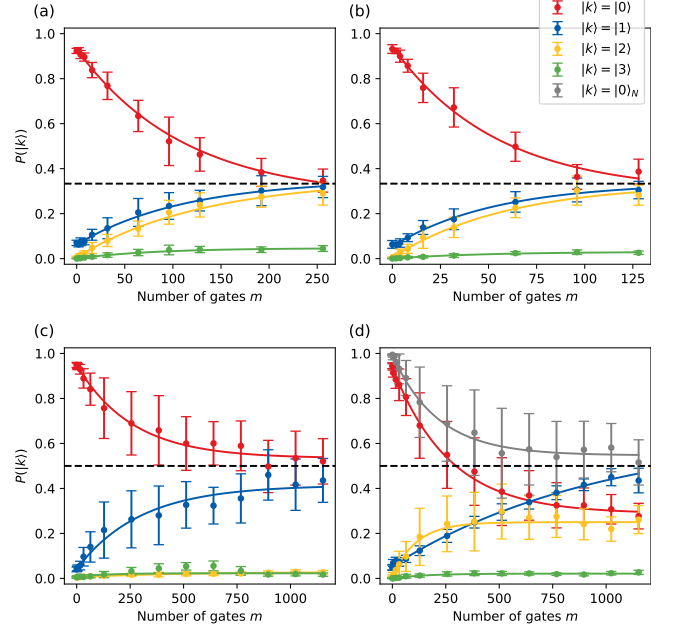 (a)
(b)
|k⟩ = |0⟩
|k⟩ = |1⟩
|k⟩ = |2⟩
|k⟩ = |3⟩
|k⟩ = |0⟩N
P(|k⟩)
1.0
0.8
0.6
0.4
0.2
0.0
0 50 100 150 200 250
Number of gates m
0 25 50 75 100 125
Number of gates m
(c)
(d)
P(|k⟩)
1.0
0.8
0.6
0.4
0.2
0.0
0 250 500 750 1000
Number of gates m
0 250 500 750 1000
Number of gates m